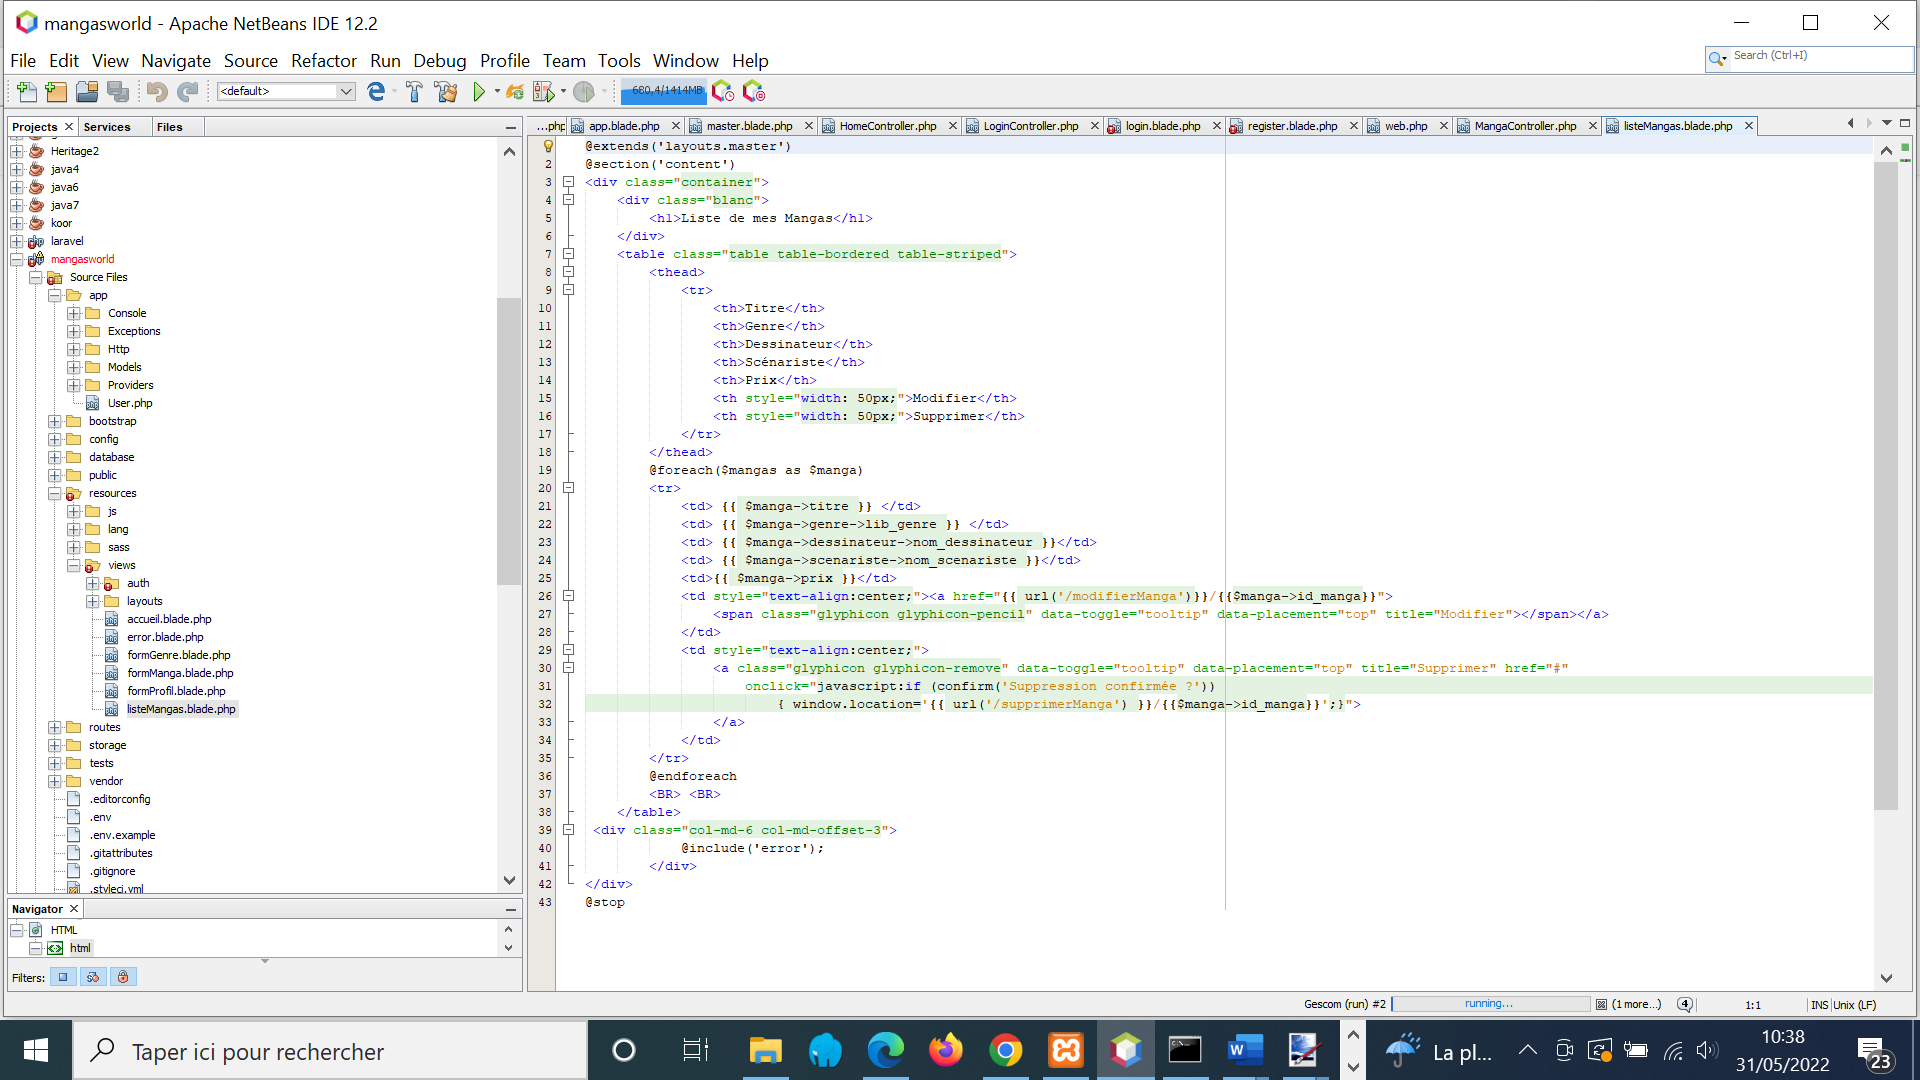 mangasworld - Apache NetBeans IDE 12.2
File Edit View Navigate Source Refactor Run Debug Profile Team Tools Window Help
Search (Ctrl+I)
<default>
680,4/1414MB
Projects Services Files
Heritage2
java4
java6
java7
koor
laravel
mangasworld
Source Files
app
Console
Exceptions
Http
Models
Providers
User.php
bootstrap
config
database
public
resources
js
lang
sass
views
auth
layouts
accueil.blade.php
error.blade.php
formGenre.blade.php
formManga.blade.php
formProfil.blade.php
listeMangas.blade.php
routes
storage
tests
vendor
.editorconfig
.env
.env.example
.gitattributes
.gitignore
.styleci.yml
Navigator
HTML
html
Filters:
...php app.blade.php master.blade.php HomeController.php LoginController.php login.blade.php register.blade.php web.php MangaController.php listeMangas.blade.php
@extends('layouts.master')
2 @section('content')
3 <div class="container">
4 <div class="blanc">
5 <h1>Liste de mes Mangas</h1>
6 </div>
7 <table class="table table-bordered table-striped">
8 <thead>
9 <tr>
10 <th>Titre</th>
11 <th>Genre</th>
12 <th>Dessinateur</th>
13 <th>Scénariste</th>
14 <th>Prix</th>
15 <th style="width: 50px;">Modifier</th>
16 <th style="width: 50px;">Supprimer</th>
17 </tr>
18 </thead>
19 @foreach($mangas as $manga)
20 <tr>
21 <td> {{ $manga->titre }} </td>
22 <td> {{ $manga->genre->lib_genre }} </td>
23 <td> {{ $manga->dessinateur->nom_dessinateur }}</td>
24 <td> {{ $manga->scenariste->nom_scenariste }}</td>
25 <td>{{ $manga->prix }}</td>
26 <td style="text-align:center;"><a href="{{ url('/modifierManga')}}/{{$manga->id_manga}}">
27 <span class="glyphicon glyphicon-pencil" data-toggle="tooltip" data-placement="top" title="Modifier"></span></a>
28 </td>
29 <td style="text-align:center;">
30 <a class="glyphicon glyphicon-remove" data-toggle="tooltip" data-placement="top" title="Supprimer" href="#"
31 onclick="javascript:if (confirm('Suppression confirmée ?'))
32 { window.location='{{ url('/supprimerManga') }}/{{$manga->id_manga}}';}">
33 </a>
34 </td>
35 </tr>
36 @endforeach
37 <BR> <BR>
38 </table>
39 <div class="col-md-6 col-md-offset-3">
40 @include('error');
41 </div>
42 </div>
43 @stop
Gescom (run) #2 running... (1 more...) 4 1:1 INS Unix (LF)
Taper ici pour rechercher
La pl...
10:38
31/05/2022
23